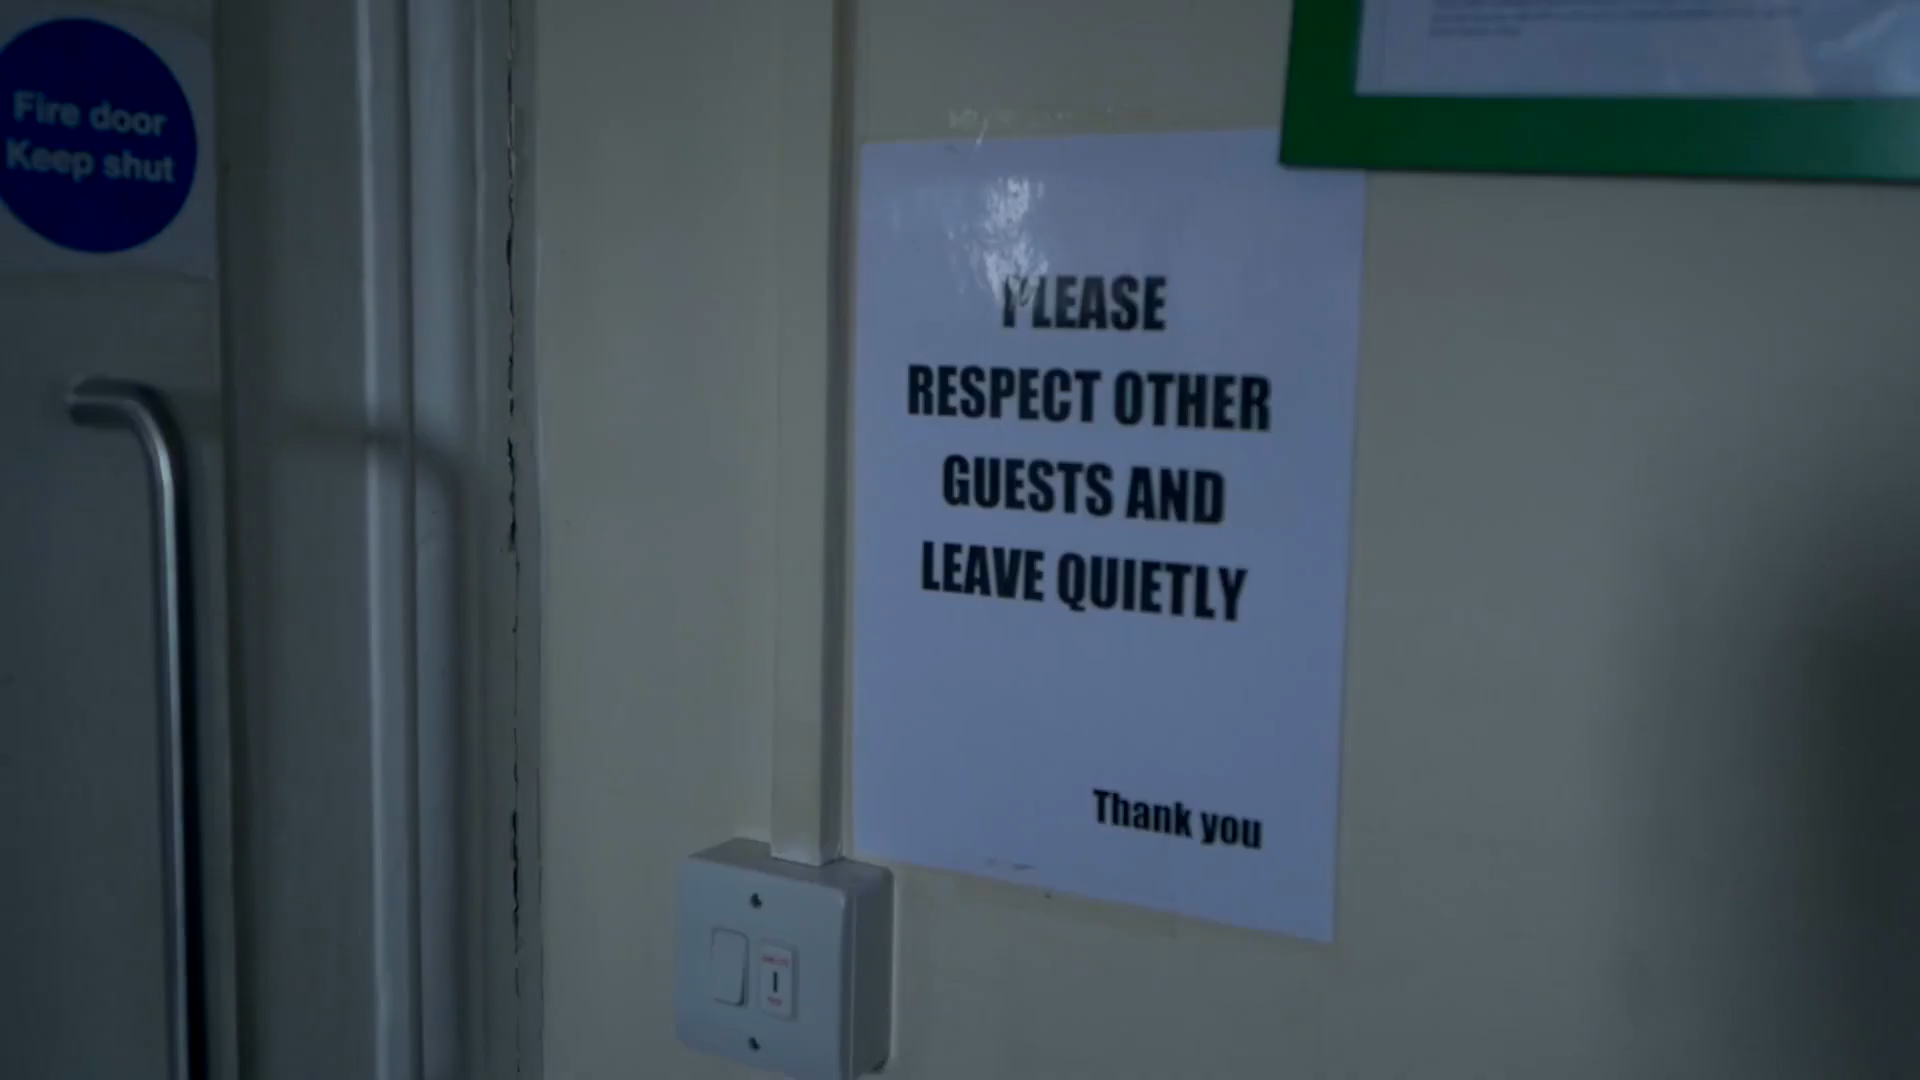 Fire door
Keep shut
PLEASE
RESPECT OTHER
GUESTS AND
LEAVE QUIETLY
Thank you